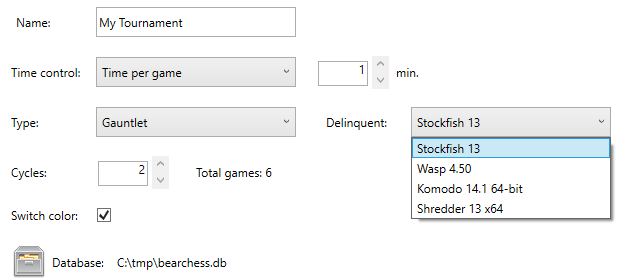 Name: My Tournament
Time control: Time per game 1 min.
Type: Gauntlet Delinquent: Stockfish 13
Stockfish 13
Wasp 4.50
Komodo 14.1 64-bit
Shredder 13 x64
Cycles: 2 Total games: 6
Switch color:
Database: C:\tmp\bearchess.db